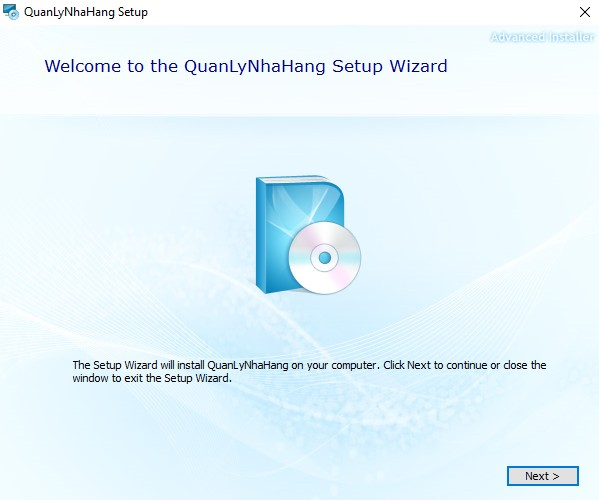 QuanLyNhaHang Setup
Advanced Installer
Welcome to the QuanLyNhaHang Setup Wizard
The Setup Wizard will install QuanLyNhaHang on your computer. Click Next to continue or close the
window to exit the Setup Wizard.
Next >